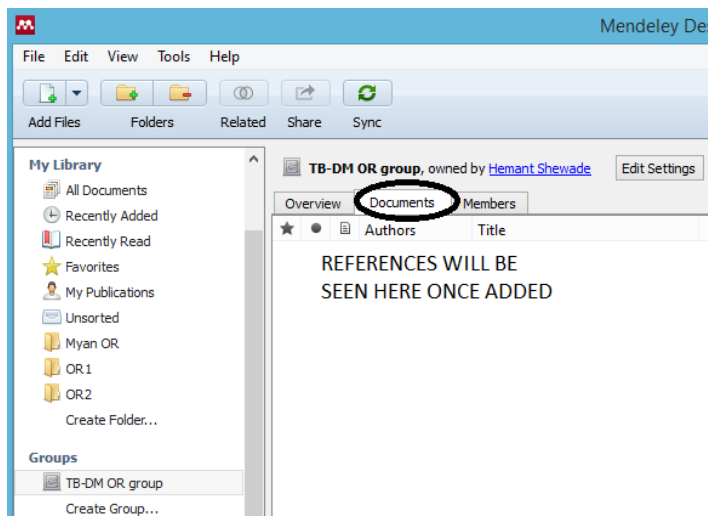 Mendeley Des
File Edit View Tools Help
Add Files Folders Related Share Sync
My Library
All Documents
Recently Added
Recently Read
Favorites
My Publications
Unsorted
Myan OR
OR1
OR2
Create Folder...
Groups
TB-DM OR group
Create Group...
TB-DM OR group, owned by Hemant Shewade Edit Settings
Overview Documents Members
Authors Title
REFERENCES WILL BE
SEEN HERE ONCE ADDED